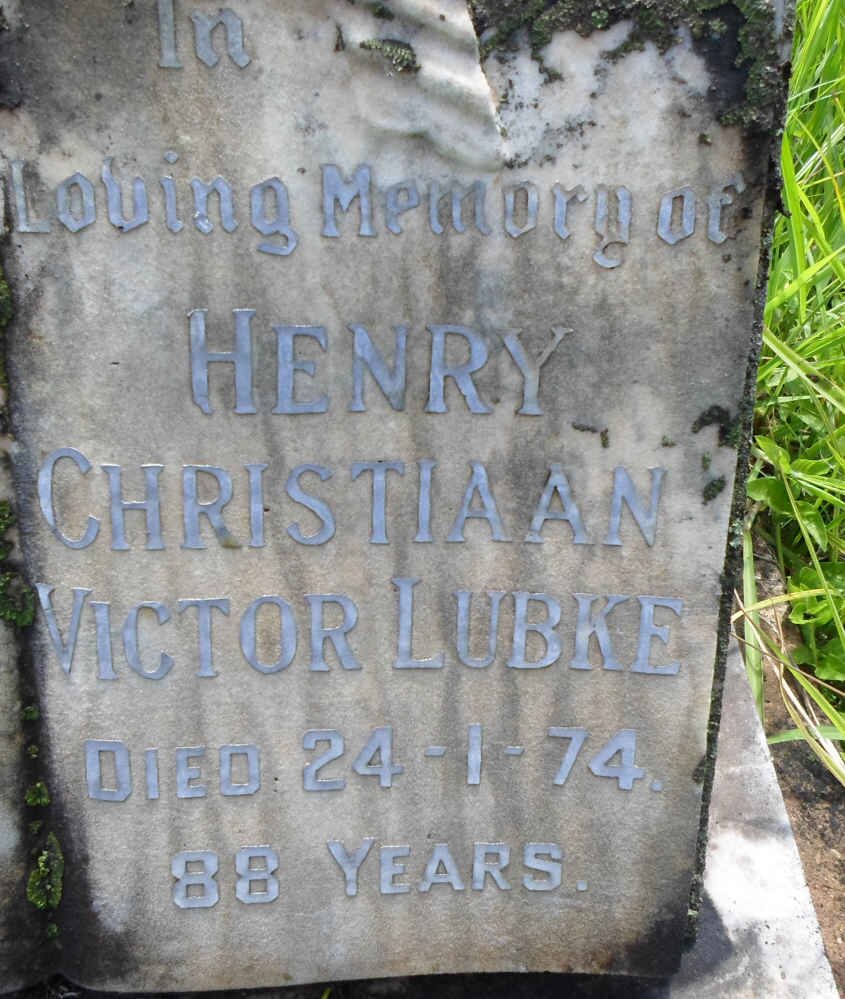 In
Loving Memory of
HENRY
CHRISTIAAN
VICTOR LUBKE
DIED 24-1-74.
88 YEARS.